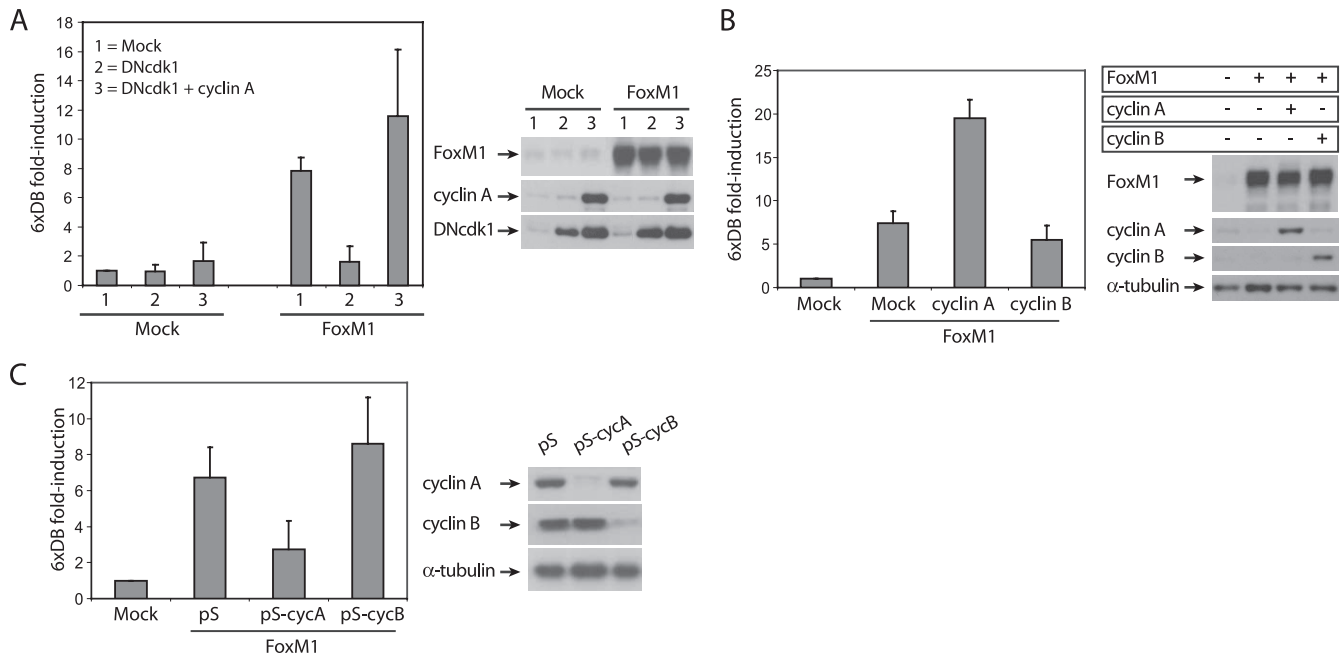 A
6xDB fold-induction
18
16
14
12
10
8
6
4
2
0
1 = Mock
2 = DNcdk1
3 = DNcdk1 + cyclin A
1 2 3 1 2 3
Mock FoxM1
Mock FoxM1
1 2 3 1 2 3
FoxM1
cyclin A
DNcdk1
B
6xDB fold-induction
25
20
15
10
5
0
Mock Mock cyclin A cyclin B
FoxM1
FoxM1 - + + +
cyclin A - - + -
cyclin B - - - +
FoxM1
cyclin A
cyclin B
α-tubulin
C
6xDB fold-induction
12
10
8
6
4
2
0
Mock pS pS-cycA pS-cycB
FoxM1
pS pS-cycA pS-cycB
cyclin A
cyclin B
α-tubulin